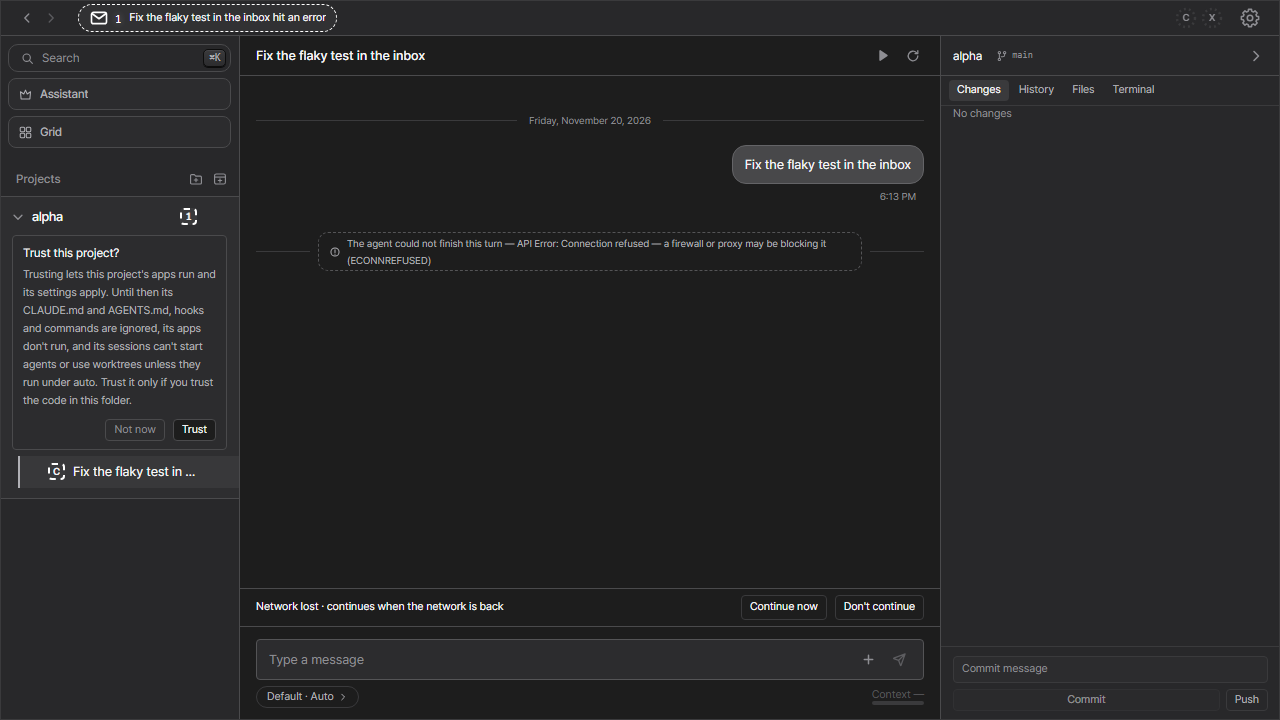 1 Fix the flaky test in the inbox hit an error
C X
Search ⌘K
Assistant
Grid
Projects
alpha 1
Trust this project?
Trusting lets this project's apps run and
its settings apply. Until then its
CLAUDE.md and AGENTS.md, hooks
and commands are ignored, its apps
don't run, and its sessions can't start
agents or use worktrees unless they
run under auto. Trust it only if you trust
the code in this folder.
Not now Trust
C Fix the flaky test in ...
Fix the flaky test in the inbox
Friday, November 20, 2026
Fix the flaky test in the inbox
6:13 PM
The agent could not finish this turn — API Error: Connection refused — a firewall or proxy may be blocking it
(ECONNREFUSED)
Network lost · continues when the network is back
Continue now Don't continue
Type a message
Default · Auto
Context —
alpha main
Changes History Files Terminal
No changes
Commit message
Commit Push